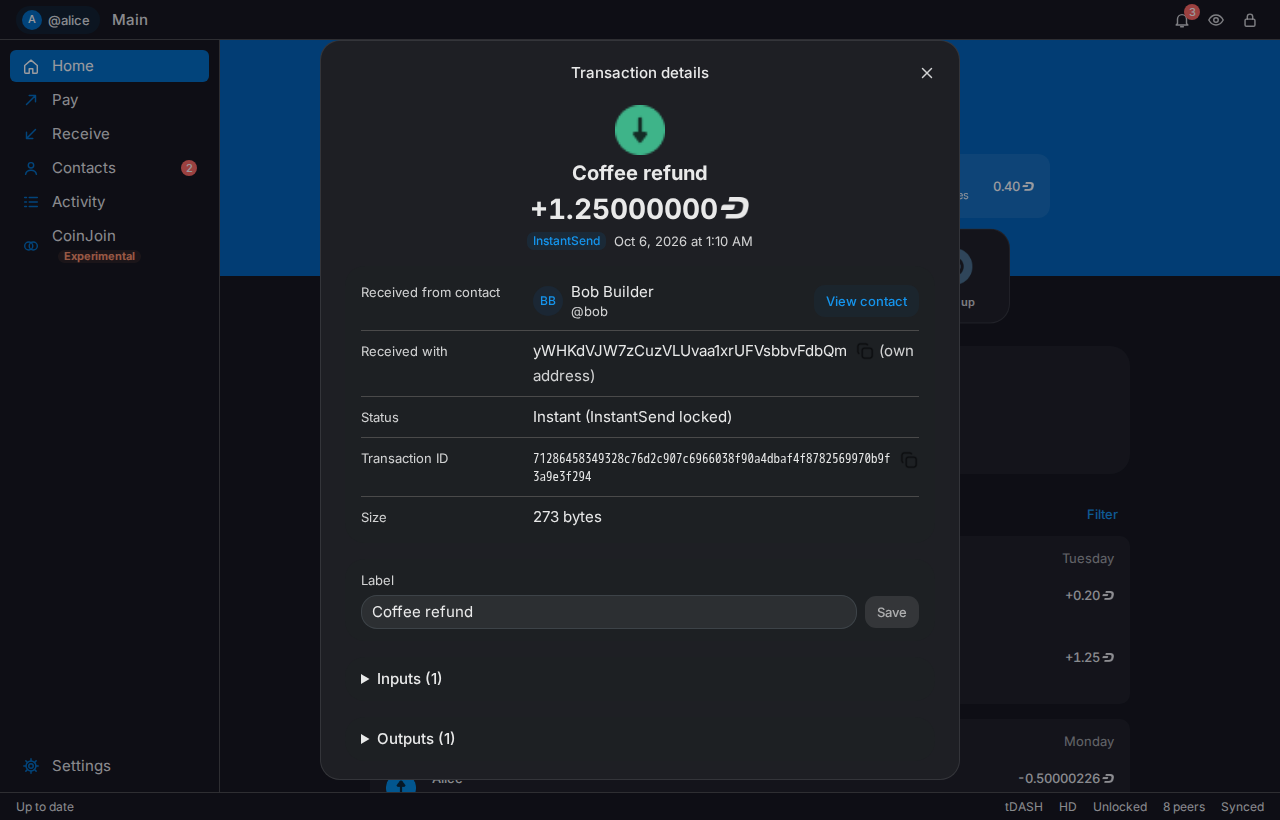 A @alice Main 3
Home
Pay
Receive
Contacts 2
Activity
CoinJoin
Experimental
Settings
Transaction details
Coffee refund
+1.25000000
InstantSend Oct 6, 2026 at 1:10 AM
Received from contact
BB Bob Builder
@bob
View contact
Received with yWHKdVJW7zCuzVLUvaa1xrUFVsbbvFdbQm (own
address)
Status Instant (InstantSend locked)
Transaction ID 71286458349328c76d2c907c6966038f90a4dbaf4f8782569970b9f
3a9e3f294
Size 273 bytes
Label
Coffee refund Save
Inputs (1)
Outputs (1)
0.40
up
Filter
Tuesday
+0.20
+1.25
Monday
Alice -0.50000226
Up to date tDASH HD Unlocked 8 peers Synced